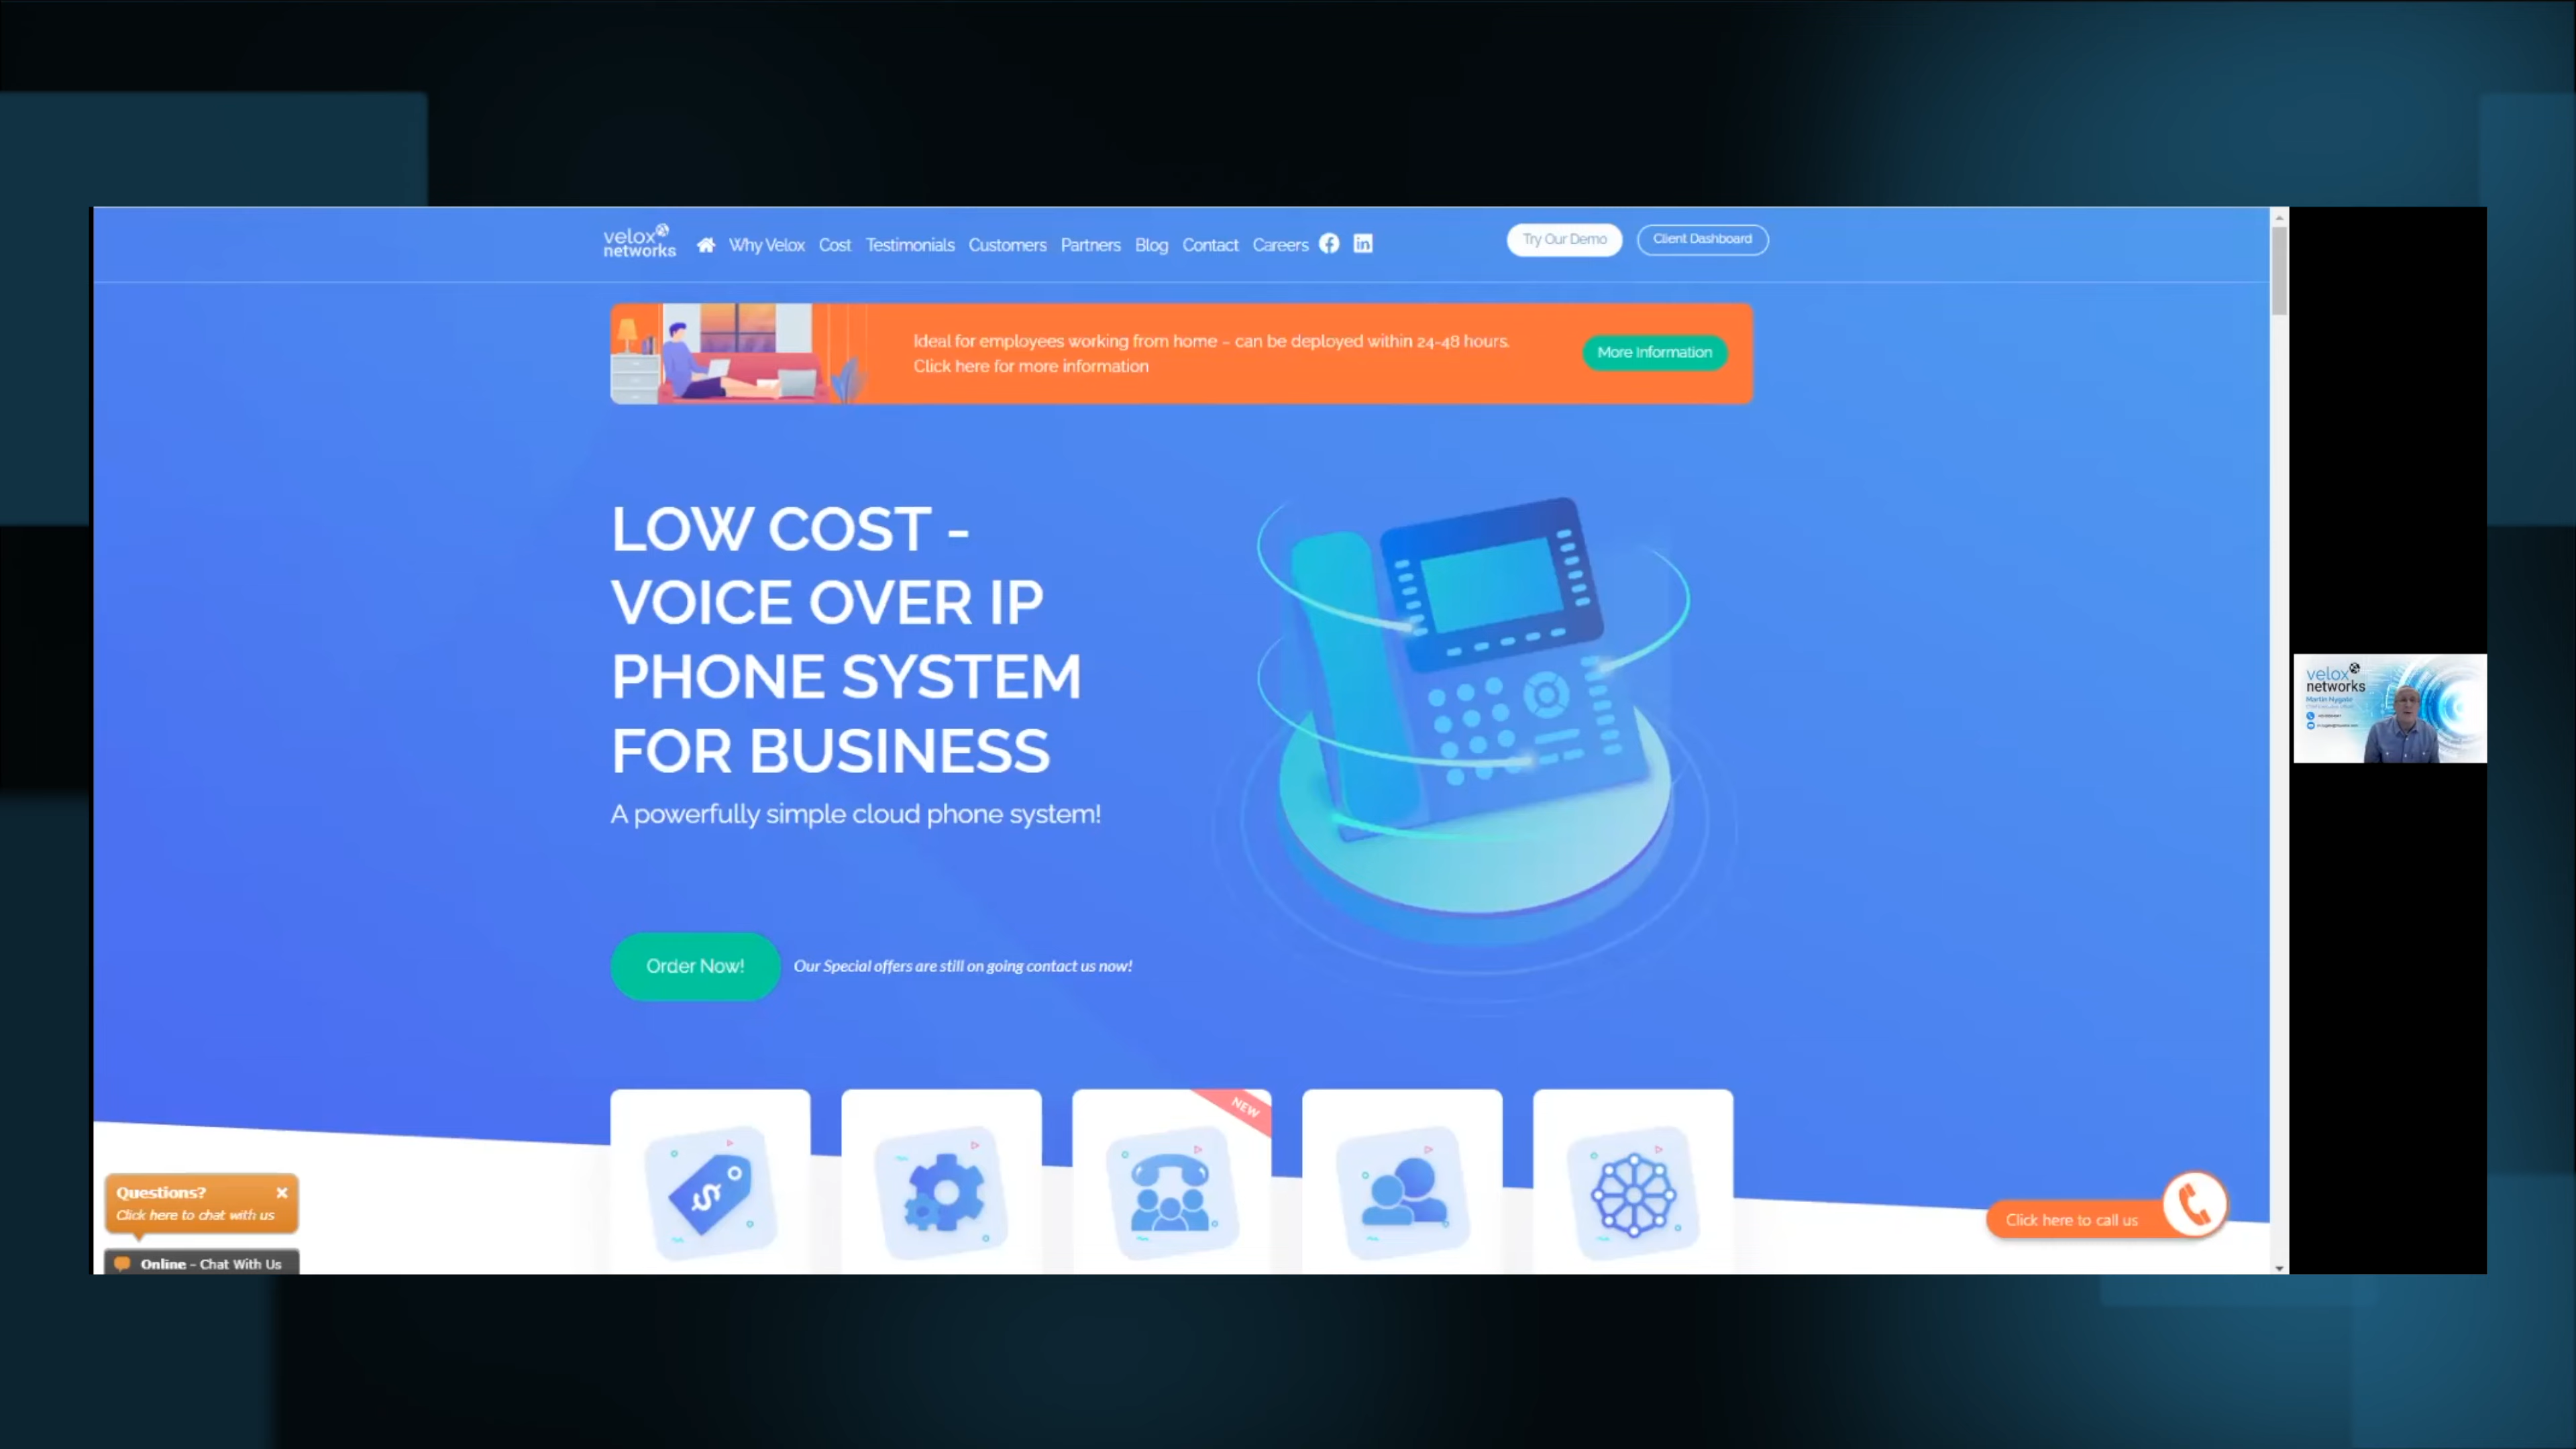 velox
networks
Why Velox Cost Testimonials Customers Partners Blog Contact Careers
Try Our Demo
Client Dashboard
Ideal for employees working from home - can be deployed within 24-48 hours.
Click here for more information
More Information
LOW COST -
VOICE OVER IP
PHONE SYSTEM
FOR BUSINESS
A powerfully simple cloud phone system!
Order Now!
Our Special offers are still on going contact us now!
NEW
Questions?
Click here to chat with us
Online - Chat With Us
Click here to call us
velox
networks
Martin Nygate